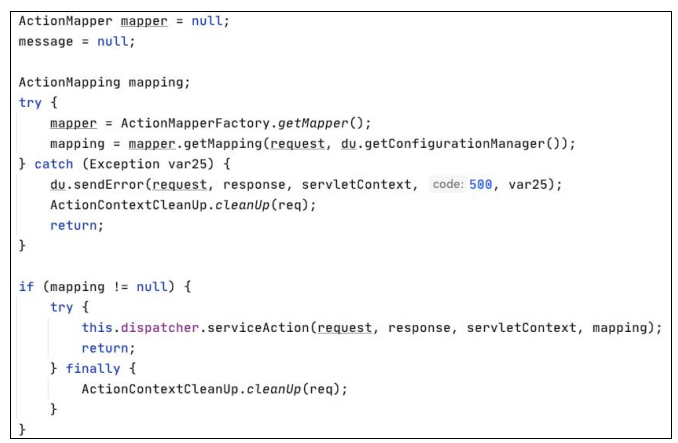 ActionMapper mapper = null;
message = null;

ActionMapping mapping;
try {
    mapper = ActionMapperFactory.getMapper();
    mapping = mapper.getMapping(request, du.getConfigurationManager());
} catch (Exception var25) {
    du.sendError(request, response, servletContext, code: 500, var25);
    ActionContextCleanUp.cleanUp(req);
    return;
}

if (mapping != null) {
    try {
        this.dispatcher.serviceAction(request, response, servletContext, mapping);
        return;
    } finally {
        ActionContextCleanUp.cleanUp(req);
    }
}